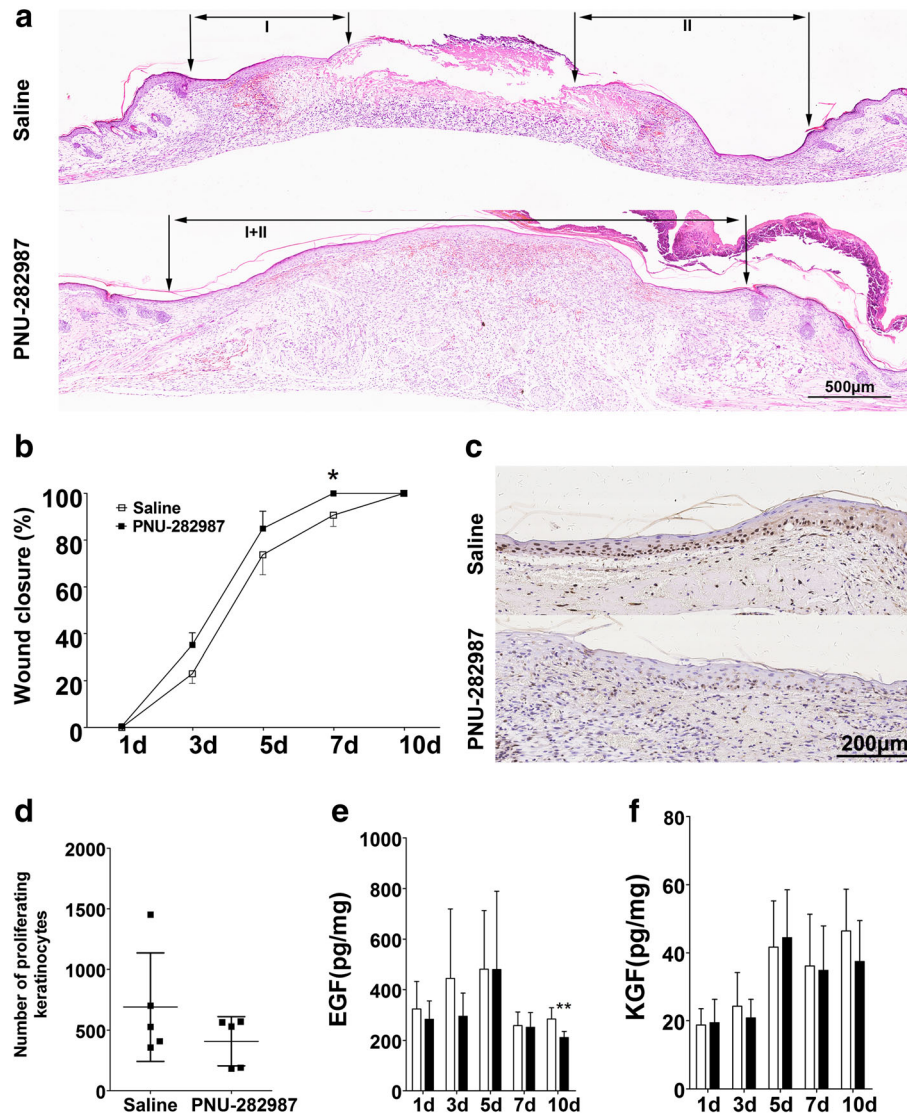 a
I
II
Saline
I+II
PNU-282987
500μm
b
*
Wound closure (%)
100
80
60
40
20
0
Saline
PNU-282987
1d 3d 5d 7d 10d
c
Saline
PNU-282987
200μm
d
Number of proliferating
keratinocytes
2000
1500
1000
500
0
Saline PNU-282987
e
EGF(pg/mg)
1000
800
600
400
200
0
**
1d 3d 5d 7d 10d
f
KGF(pg/mg)
80
60
40
20
0
1d 3d 5d 7d 10d